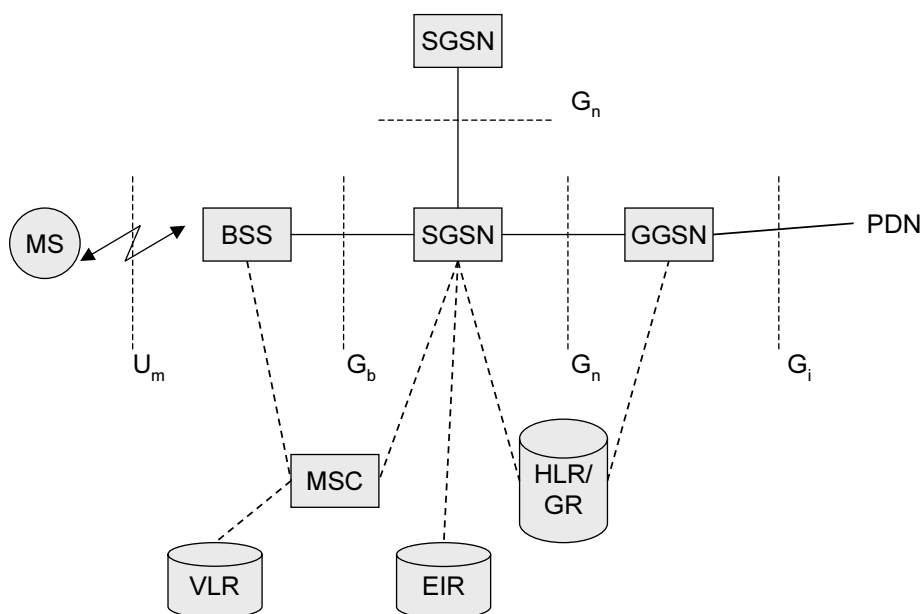 SGSN
Gn
MS
BSS
SGSN
GGSN
PDN
Um
Gb
Gn
Gi
MSC
HLR/
GR
VLR
EIR